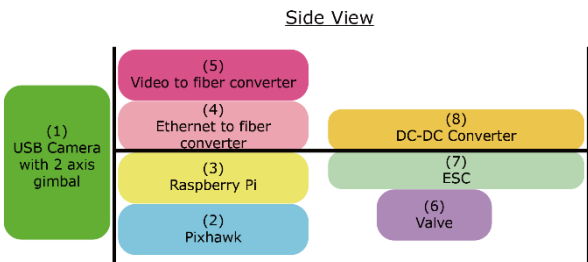 Side View
(5)
Video to fiber converter
(4)
Ethernet to fiber
converter
(8)
DC-DC Converter
(1)
USB Camera
with 2 axis
gimbal
(3)
Raspberry Pi
(7)
ESC
(2)
Pixhawk
(6)
Valve